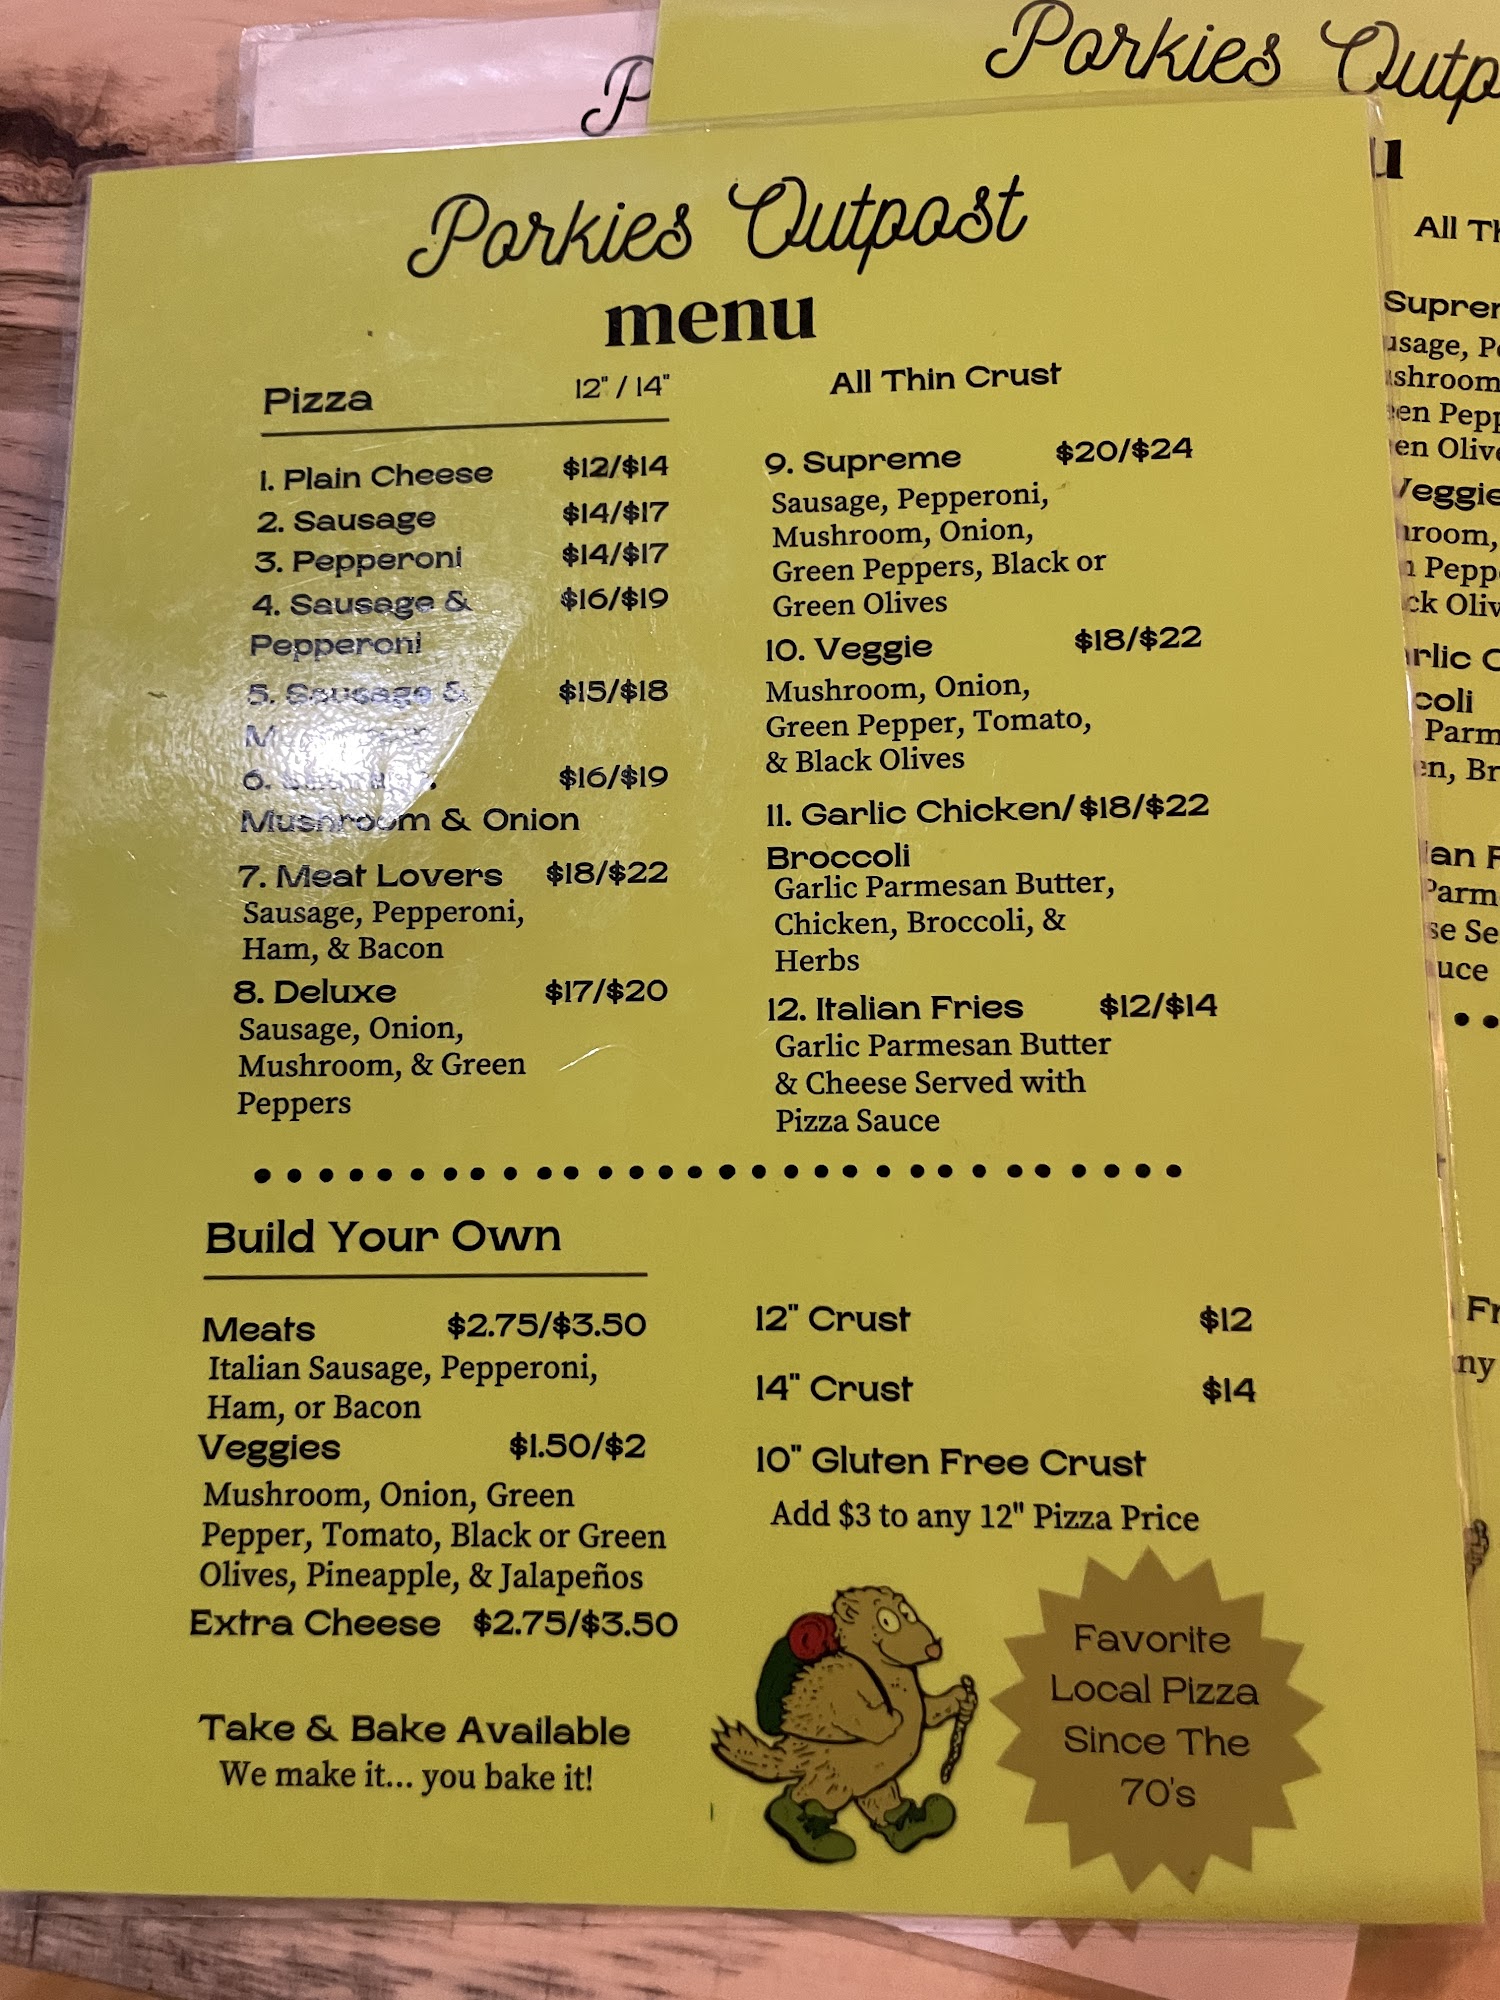 Porkies Outpost
menu
Pizza 12" / 14"
1. Plain Cheese $12/$14
2. Sausage $14/$17
3. Pepperoni $14/$17
4. Sausage & $16/$19
Pepperoni
5. Sausage & $15/$18
6. $16/$19
Mushroom & Onion
7. Meat Lovers $18/$22
Sausage, Pepperoni,
Ham, & Bacon
8. Deluxe $17/$20
Sausage, Onion,
Mushroom, & Green
Peppers
All Thin Crust
9. Supreme $20/$24
Sausage, Pepperoni,
Mushroom, Onion,
Green Peppers, Black or
Green Olives
10. Veggie $18/$22
Mushroom, Onion,
Green Pepper, Tomato,
& Black Olives
11. Garlic Chicken/ $18/$22
Broccoli
Garlic Parmesan Butter,
Chicken, Broccoli, &
Herbs
12. Italian Fries $12/$14
Garlic Parmesan Butter
& Cheese Served with
Pizza Sauce
Build Your Own
Meats $2.75/$3.50
Italian Sausage, Pepperoni,
Ham, or Bacon
Veggies $1.50/$2
Mushroom, Onion, Green
Pepper, Tomato, Black or Green
Olives, Pineapple, & Jalapeños
Extra Cheese $2.75/$3.50
Take & Bake Available
We make it... you bake it!
12" Crust $12
14" Crust $14
10" Gluten Free Crust
Add $3 to any 12" Pizza Price
Favorite
Local Pizza
Since The
70's
Porkies Outp
All Th